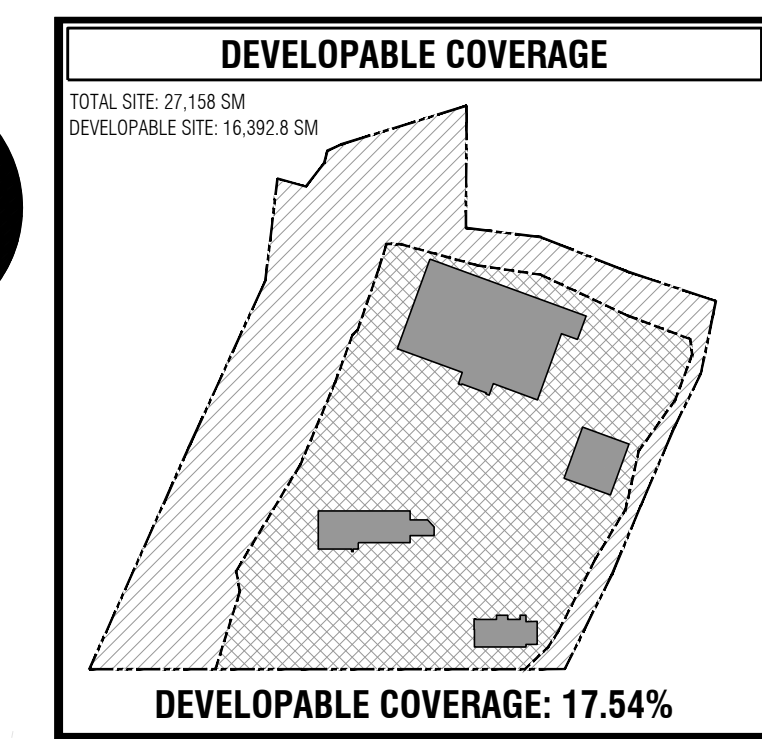 DEVELOPABLE COVERAGE
TOTAL SITE: 27,158 SM
DEVELOPABLE SITE: 16,392.8 SM
DEVELOPABLE COVERAGE: 17.54%